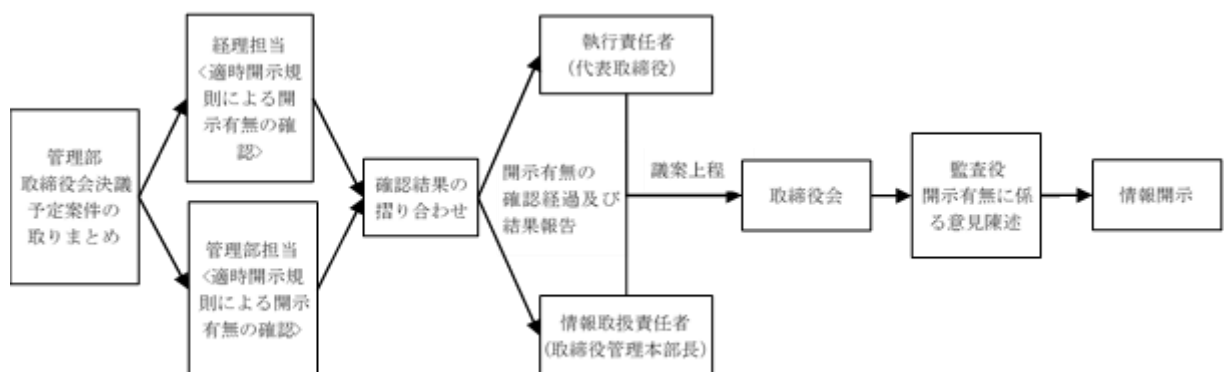 管理部
取締役会決議
予定案件の
取りまとめ
経理担当
<適時開示規
則による開
示有無の確
認>
管理部担当
<適時開示規
則による開示
有無の確認>
確認結果の
摺り合わせ
執行責任者
(代表取締役)
開示有無の
確認経過及び
結果報告
情報取扱責任者
(取締役管理本部長)
議案上程
取締役会
監査役
開示有無に係
る意見陳述
情報開示